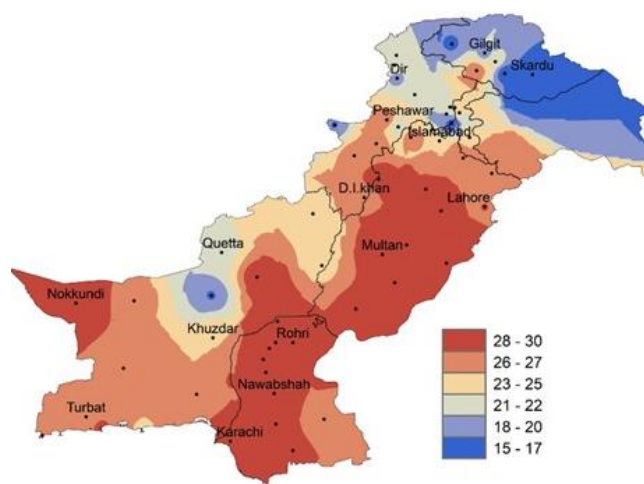 Gilgit
Skardu
Dir
Peshawar
Islamabad
D.I.khan
Lahore
Quetta
Multan
Nokkundi
Khuzdar
Rohri
Nawabshah
Turbat
Karachi
28 - 30
26 - 27
23 - 25
21 - 22
18 - 20
15 - 17